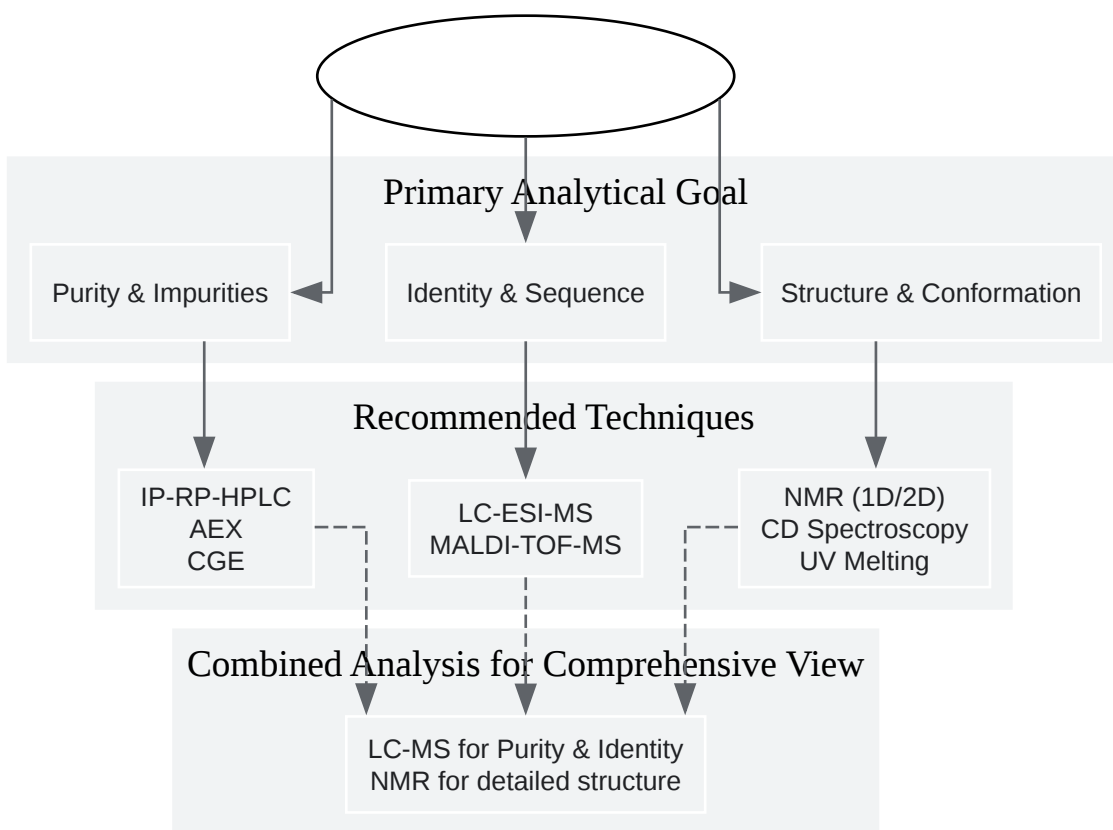 Primary Analytical Goal
Purity & Impurities
Identity & Sequence
Structure & Conformation
Recommended Techniques
IP-RP-HPLC
AEX
CGE
LC-ESI-MS
MALDI-TOF-MS
NMR (1D/2D)
CD Spectroscopy
UV Melting
Combined Analysis for Comprehensive View
LC-MS for Purity & Identity
NMR for detailed structure